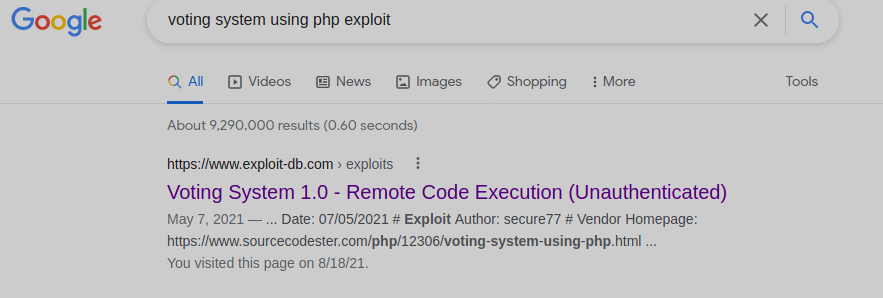 Google
voting system using php exploit
All
Videos
News
Images
Shopping
More
Tools
About 9,290,000 results (0.60 seconds)
https://www.exploit-db.com › exploits
Voting System 1.0 - Remote Code Execution (Unauthenticated)
May 7, 2021 — ... Date: 07/05/2021 # Exploit Author: secure77 # Vendor Homepage:
https://www.sourcecodester.com/php/12306/voting-system-using-php.html ...
You visited this page on 8/18/21.